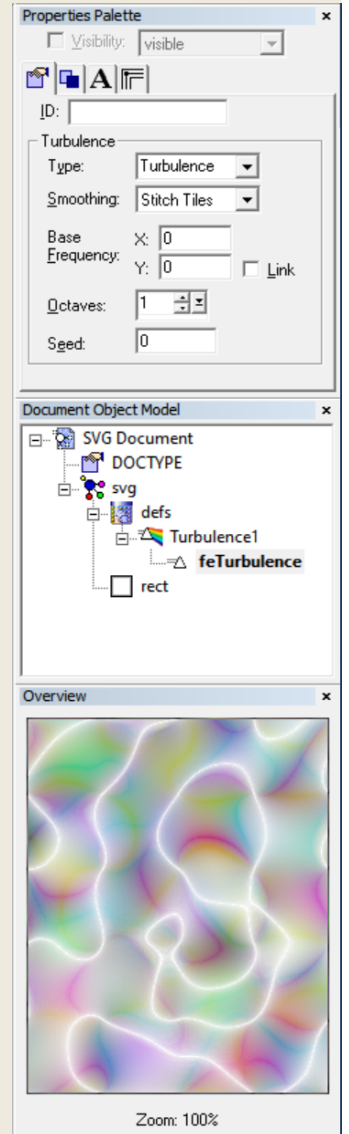 Properties Palette x
Visibility: visible
A
ID:
Turbulence
Type: Turbulence
Smoothing: Stitch Tiles
Base Frequency: X: 0
Y: 0 Link
Octaves: 1
Seed: 0
Document Object Model x
SVG Document
DOCTYPE
svg
defs
Turbulence1
feTurbulence
rect
Overview x
Zoom: 100%